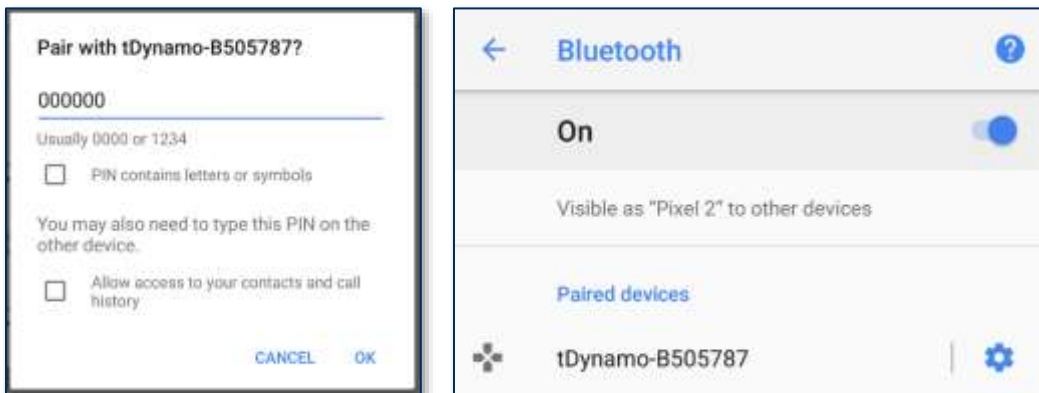 Pair with tDynamo-B505787?
000000
Usually 0000 or 1234
PIN contains letters or symbols
You may also need to type this PIN on the
other device.
Allow access to your contacts and call
history
CANCEL OK
Bluetooth
On
Visible as "Pixel 2" to other devices
Paired devices
tDynamo-B505787